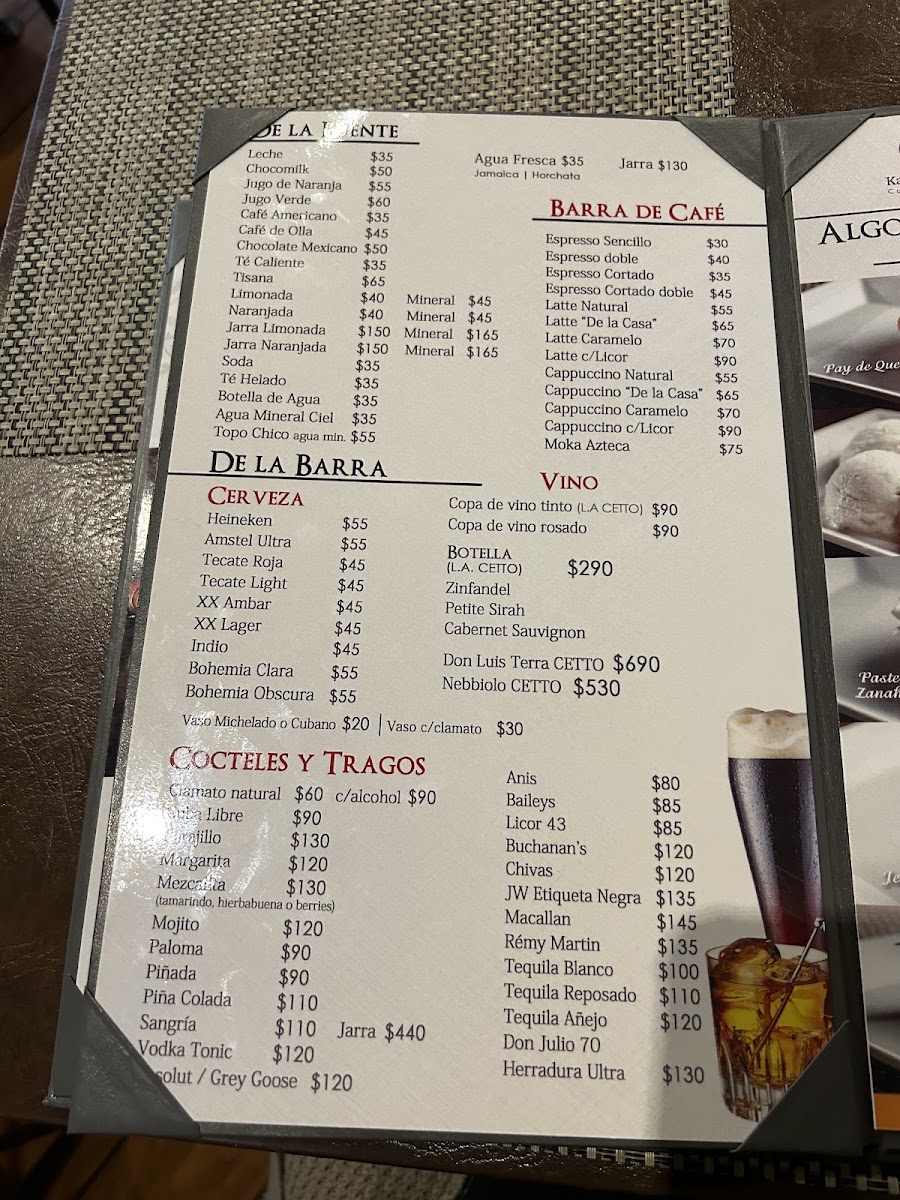 DE LA FUENTE
Leche $35
Chocomilk $50
Jugo de Naranja $55
Jugo Verde $60
Café Americano $35
Café de Olla $45
Chocolate Mexicano $50
Té Caliente $35
Tisana $65
Limonada $40 Mineral $45
Naranjada $40 Mineral $45
Jarra Limonada $150 Mineral $165
Jarra Naranjada $150 Mineral $165
Soda $35
Té Helado $35
Botella de Agua $35
Agua Mineral Ciel $35
Topo Chico agua min. $55
Agua Fresca $35 Jarra $130
Jamaica | Horchata
BARRA DE CAFÉ
Espresso Sencillo $30
Espresso doble $40
Espresso Cortado $35
Espresso Cortado doble $45
Latte Natural $55
Latte "De la Casa" $65
Latte Caramelo $70
Latte c/Licor $90
Cappuccino Natural $55
Cappuccino "De la Casa" $65
Cappuccino Caramelo $70
Cappuccino c/Licor $90
Moka Azteca $75
DE LA BARRA
CERVEZA
Heineken $55
Amstel Ultra $55
Tecate Roja $45
Tecate Light $45
XX Ambar $45
XX Lager $45
Indio $45
Bohemia Clara $55
Bohemia Obscura $55
Vaso Michelado o Cubano $20 | Vaso c/clamato $30
VINO
Copa de vino tinto (L.A CETTO) $90
Copa de vino rosado $90
BOTELLA
(L.A. CETTO) $290
Zinfandel
Petite Sirah
Cabernet Sauvignon
Don Luis Terra CETTO $690
Nebbiolo CETTO $530
COCTELES Y TRAGOS
Clamato natural $60 c/alcohol $90
Cuba Libre $90
$130
Margarita $120
Mezcalita $130
(tamarindo, hierbabuena o berries)
Mojito $120
Paloma $90
Piñada $90
Piña Colada $110
Sangría $110 Jarra $440
Vodka Tonic $120
solut / Grey Goose $120
Anis $80
Baileys $85
Licor 43 $85
Buchanan's $120
Chivas $120
JW Etiqueta Negra $135
Macallan $145
Rémy Martin $135
Tequila Blanco $100
Tequila Reposado $110
Tequila Añejo $120
Don Julio 70
Herradura Ultra $130
ALGO
Pay de Que
Paste
Zanah